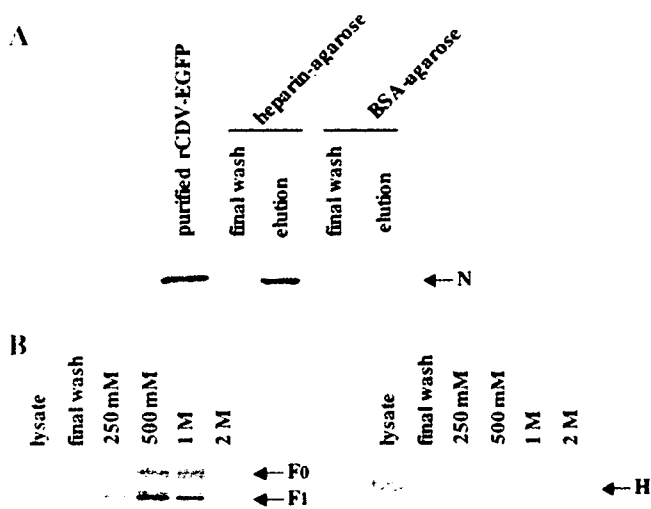 A
heparin-agarose
BSA-agarose
purified rCDV-EGFP
final wash
elution
final wash
elution
N
B
lysate
final wash
250 mM
500 mM
1 M
2 M
lysate
final wash
250 mM
500 mM
1 M
2 M
F0
F1
H